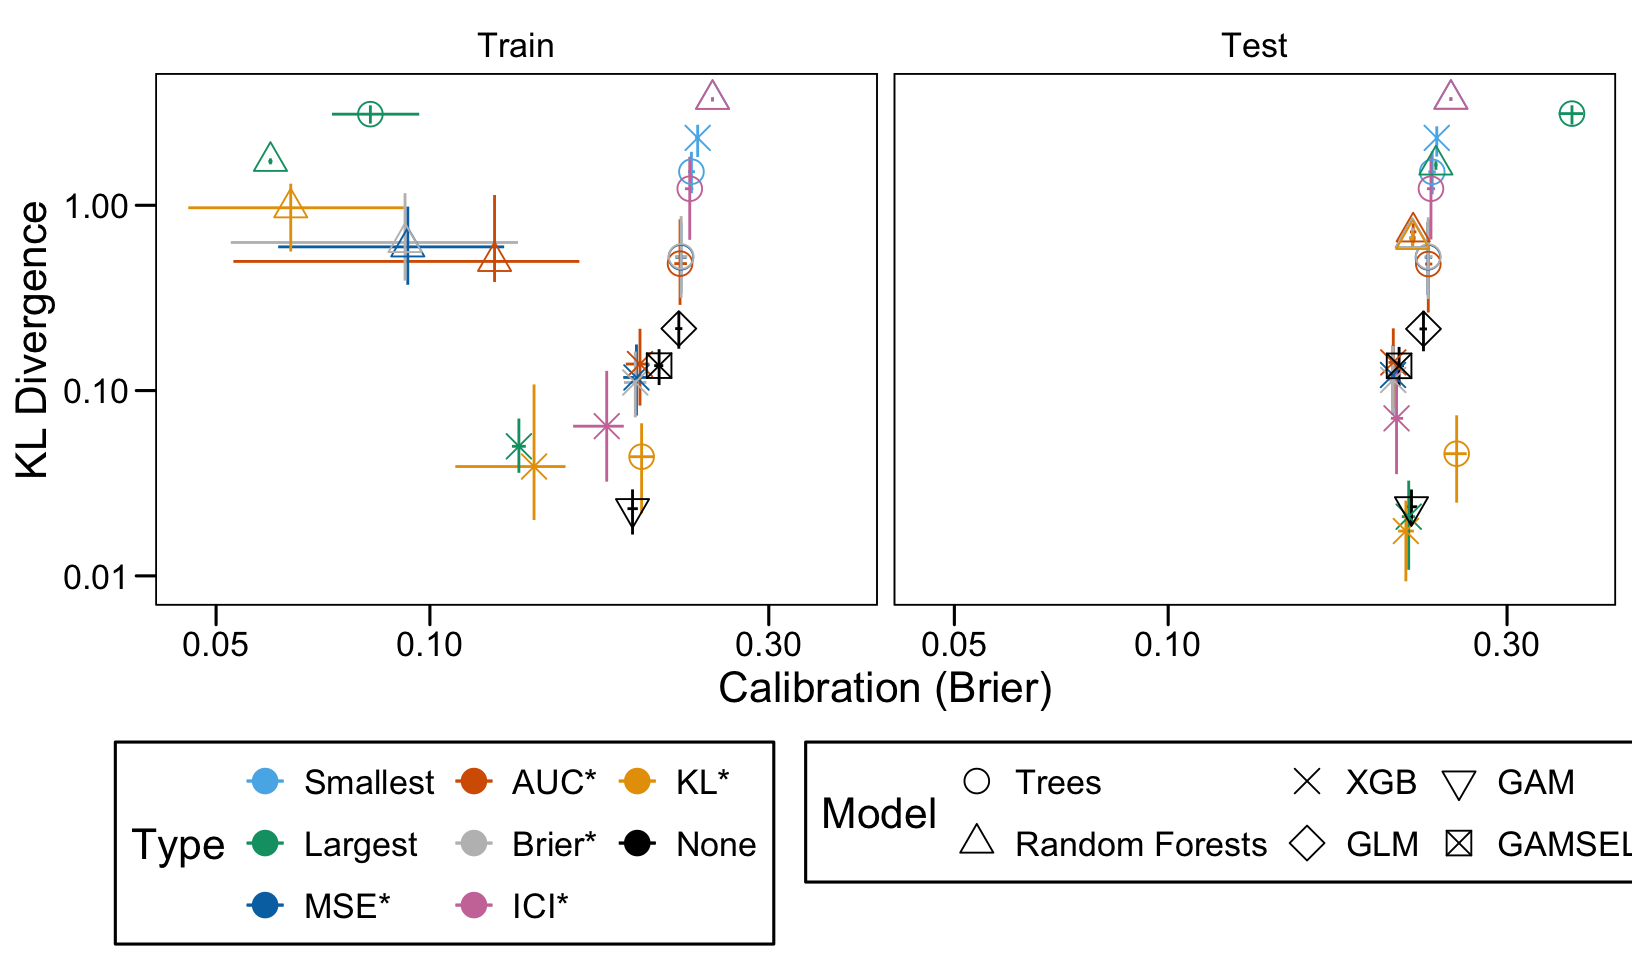 Train Test
KL Divergence
1.00
0.10
0.01
0.05 0.10 0.30 0.05 0.10 0.30
Calibration (Brier)
Type
Smallest AUC* KL*
Largest Brier* None
MSE* ICI*
Model
Trees XGB GAM
Random Forests GLM GAMSEL